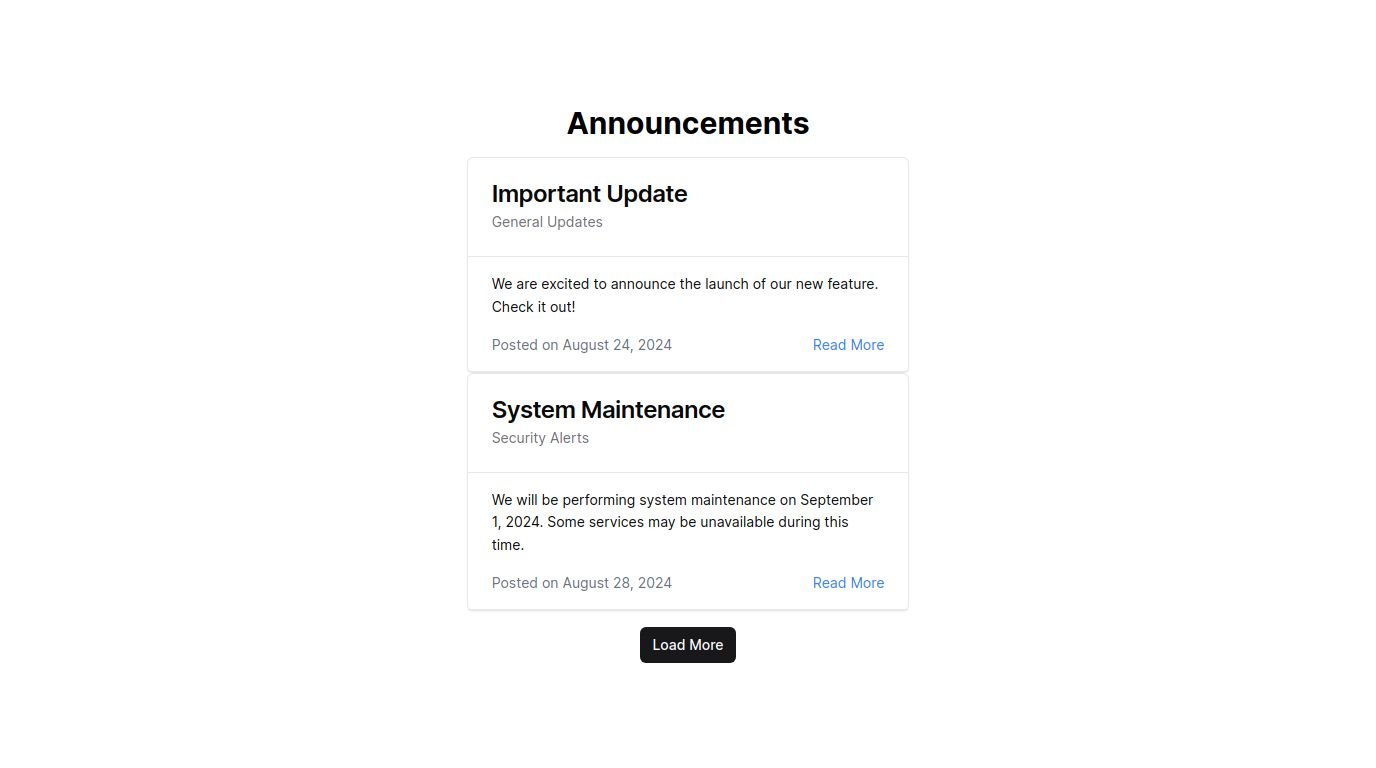 Announcements
Important Update
General Updates
We are excited to announce the launch of our new feature.
Check it out!
Posted on August 24, 2024
Read More
System Maintenance
Security Alerts
We will be performing system maintenance on September
1, 2024. Some services may be unavailable during this
time.
Posted on August 28, 2024
Read More
Load More